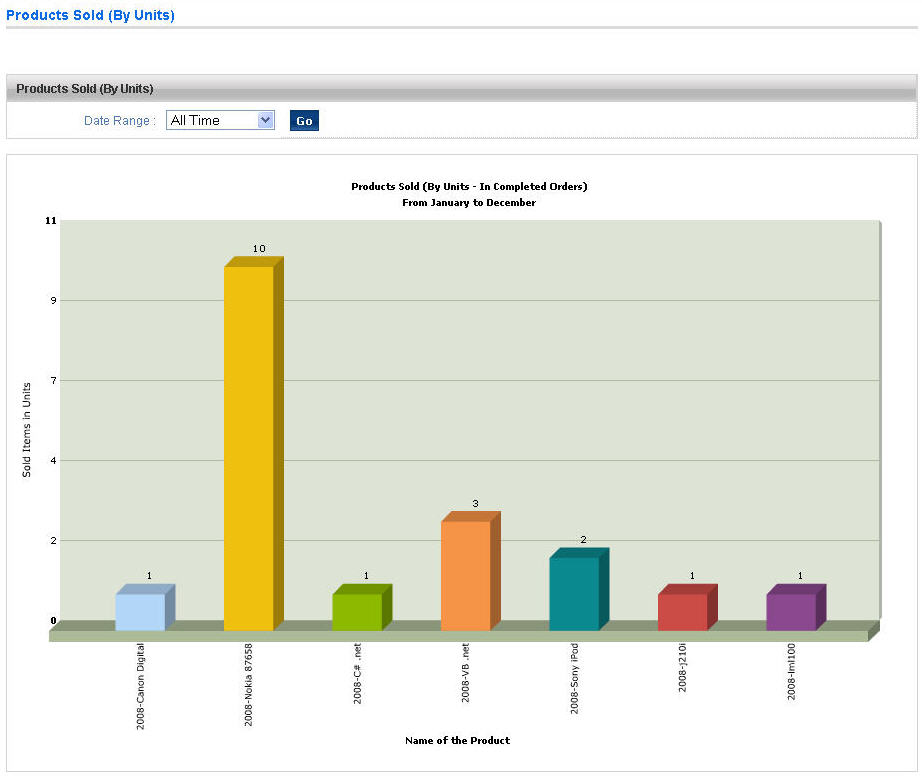 Products Sold (By Units)
Products Sold (By Units)
Date Range : All Time Go
Products Sold (By Units - In Completed Orders)
From January to December
11
9
7
4
2
0
Sold Items in Units
1
10
1
3
2
1
1
2008-Canon Digital
2008-Nokia 87658
2008-C# .net
2008-VB .net
2008-Sony iPod
2008-j210i
2008-Iml100
Name of the Product